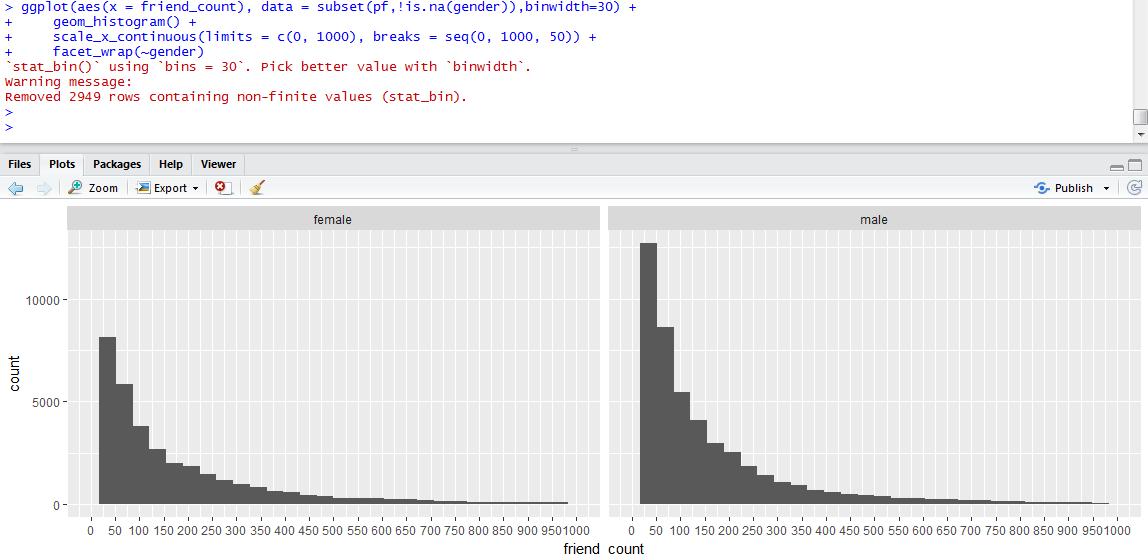 > ggplot(aes(x = friend_count), data = subset(pf,!is.na(gender)),binwidth=30) +
+     geom_histogram() +
+     scale_x_continuous(limits = c(0, 1000), breaks = seq(0, 1000, 50)) +
+     facet_wrap(~gender)
`stat_bin()` using `bins = 30`. Pick better value with `binwidth`.
Warning message:
Removed 2949 rows containing non-finite values (stat_bin).
>
>
Files Plots Packages Help Viewer
Zoom Export Publish
female male
10000
5000
0
count
0 50 100 150 200 250 300 350 400 450 500 550 600 650 700 750 800 850 900 9501000 0 50 100 150 200 250 300 350 400 450 500 550 600 650 700 750 800 850 900 9501000
friend_count